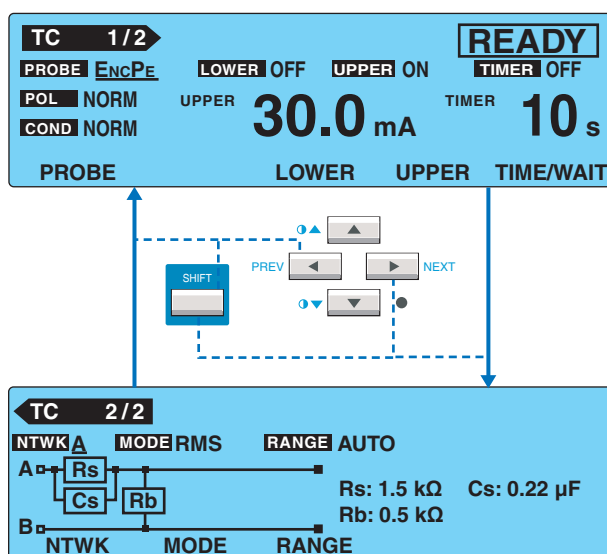 TC 1/2 READY
PROBE ENCPE LOWER OFF UPPER ON TIMER OFF
POL NORM UPPER 30.0 mA TIMER 10 s
COND NORM
PROBE LOWER UPPER TIME/WAIT
SHIFT PREV NEXT
TC 2/2
NTWK A MODE RMS RANGE AUTO
A Rs
Rs: 1.5 kΩ Cs: 0.22 µF
Cs Rb
Rb: 0.5 kΩ
B
NTWK MODE RANGE